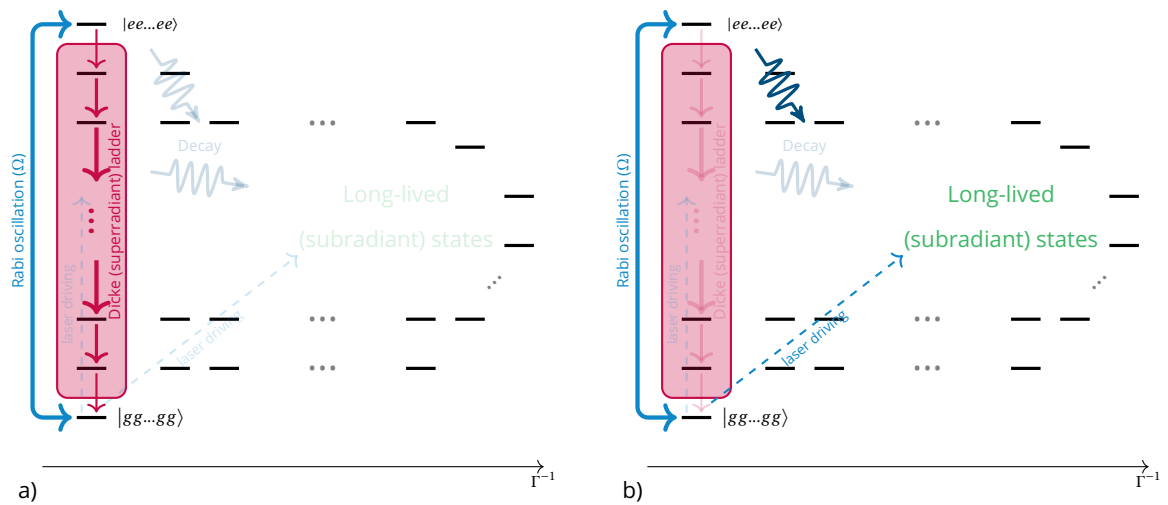 |ee...ee⟩
Rabi oscillation (Ω)
laser driving
Dicke (superradiant) ladder
Decay
Long-lived
(subradiant) states
laser driving
|gg...gg⟩
Γ⁻¹
a)
|ee...ee⟩
Rabi oscillation (Ω)
laser driving
Dicke (superradiant) ladder
Decay
Long-lived
(subradiant) states
laser driving
|gg...gg⟩
Γ⁻¹
b)